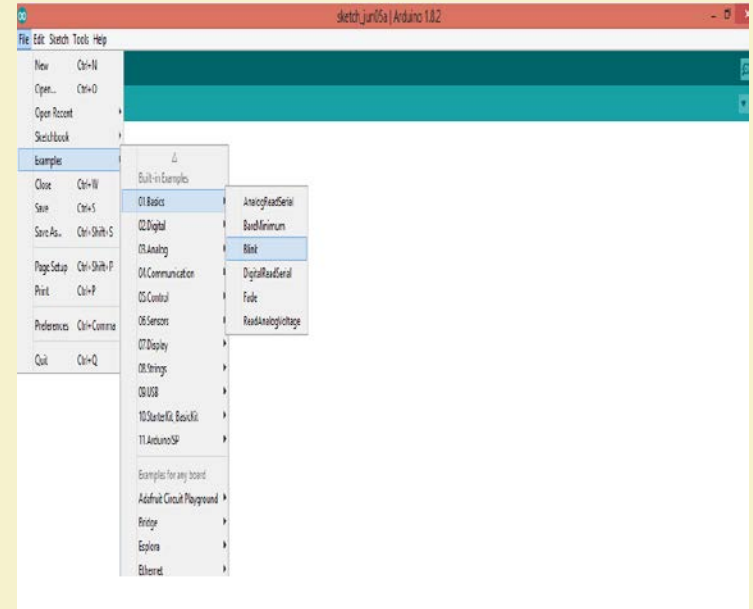 sketch_jun05a | Arduino 1.8.2
File Edit Sketch Tools Help
New Ctrl+N
Open... Ctrl+O
Open Recent
Sketchbook
Examples
Close Ctrl+W
Save Ctrl+S
Save As... Ctrl+Shift+S
Page Setup Ctrl+Shift+P
Print Ctrl+P
Preferences Ctrl+Comma
Quit Ctrl+Q
Built-in Examples
01.Basics
02.Digital
03.Analog
04.Communication
05.Control
06.Sensors
07.Display
08.Strings
09.USB
10.StarterKit_BasicKit
11.ArduinoISP
Examples for any board
Adafruit Circuit Playground
Bridge
Esplora
Ethernet
AnalogReadSerial
BareMinimum
Blink
DigitalReadSerial
Fade
ReadAnalogVoltage